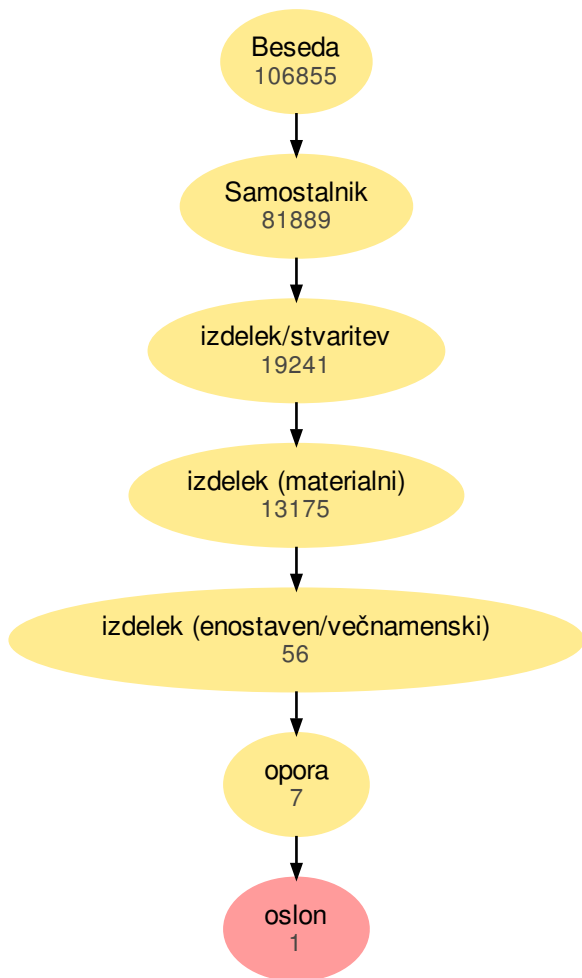 Beseda
106855
Samostalnik
81889
izdelek/stvaritev
19241
izdelek (materialni)
13175
izdelek (enostaven/večnamenski)
56
opora
7
oslon
1